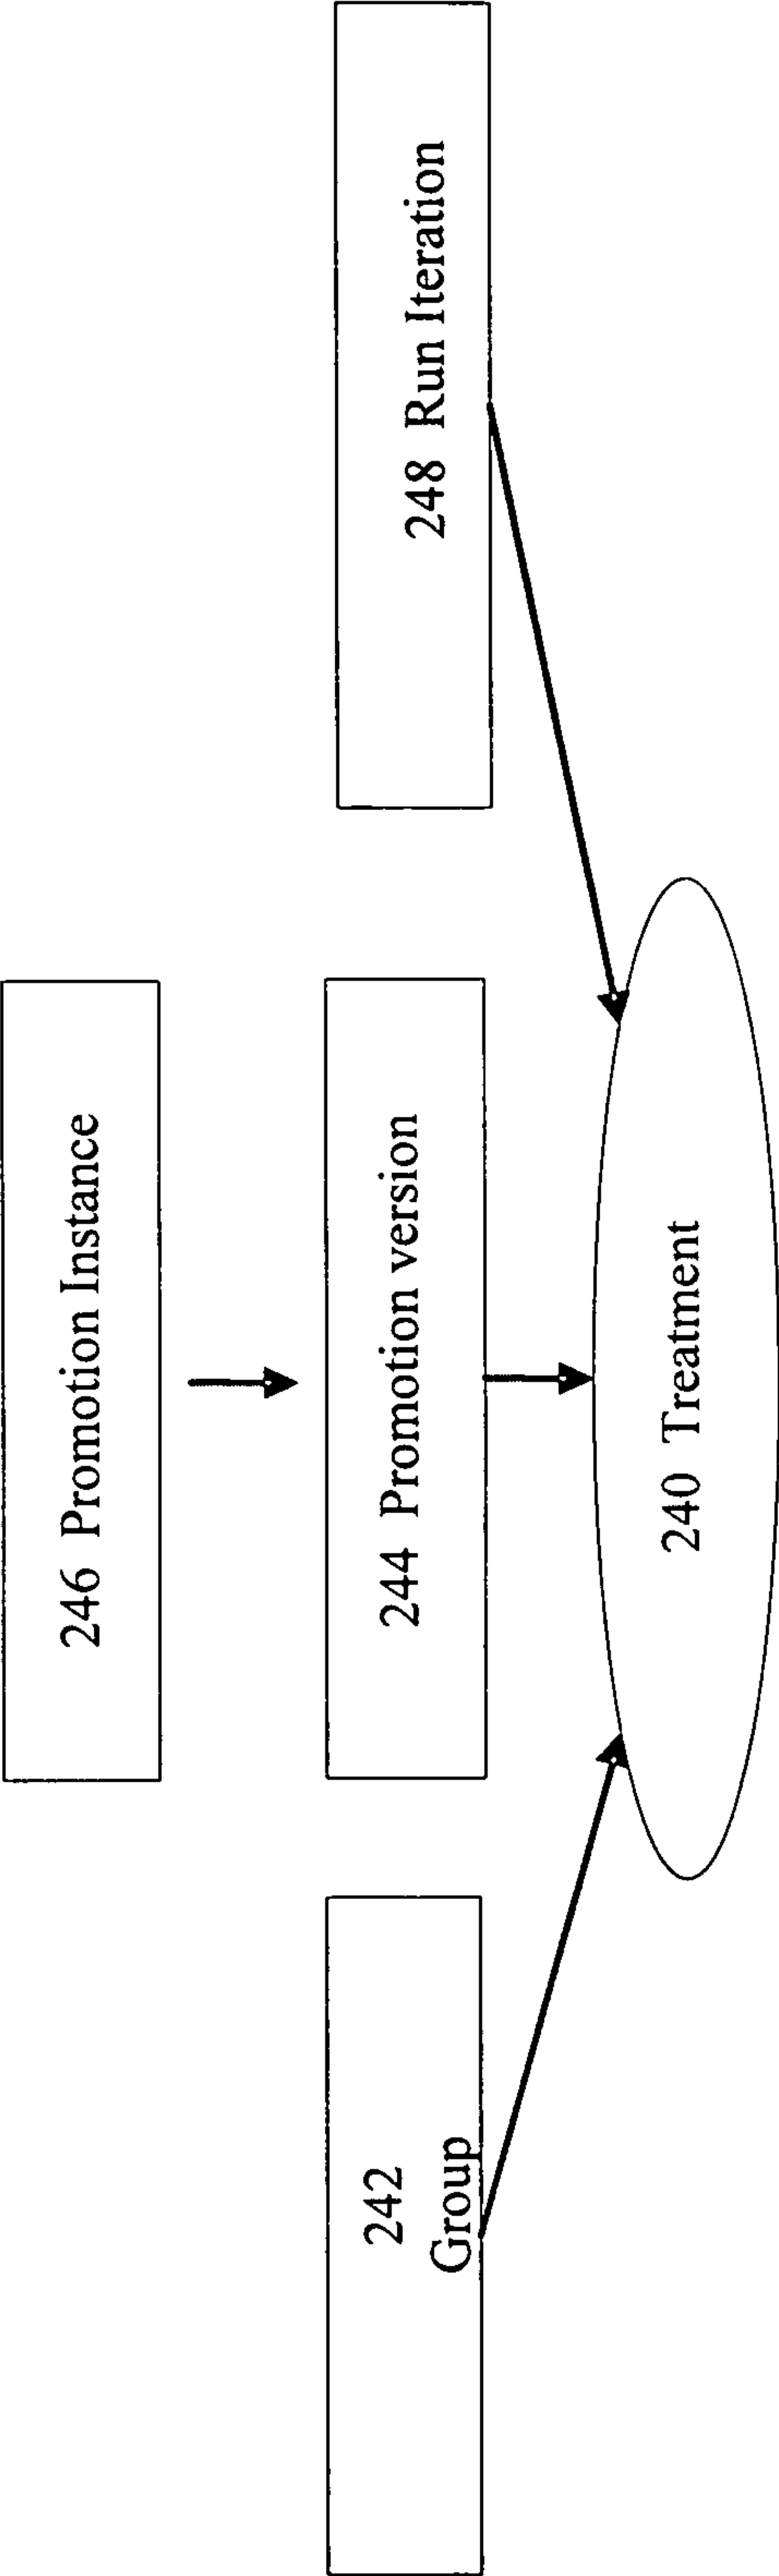 246 Promotion Instance
242
Group
244 Promotion version
248 Run Iteration
240 Treatment